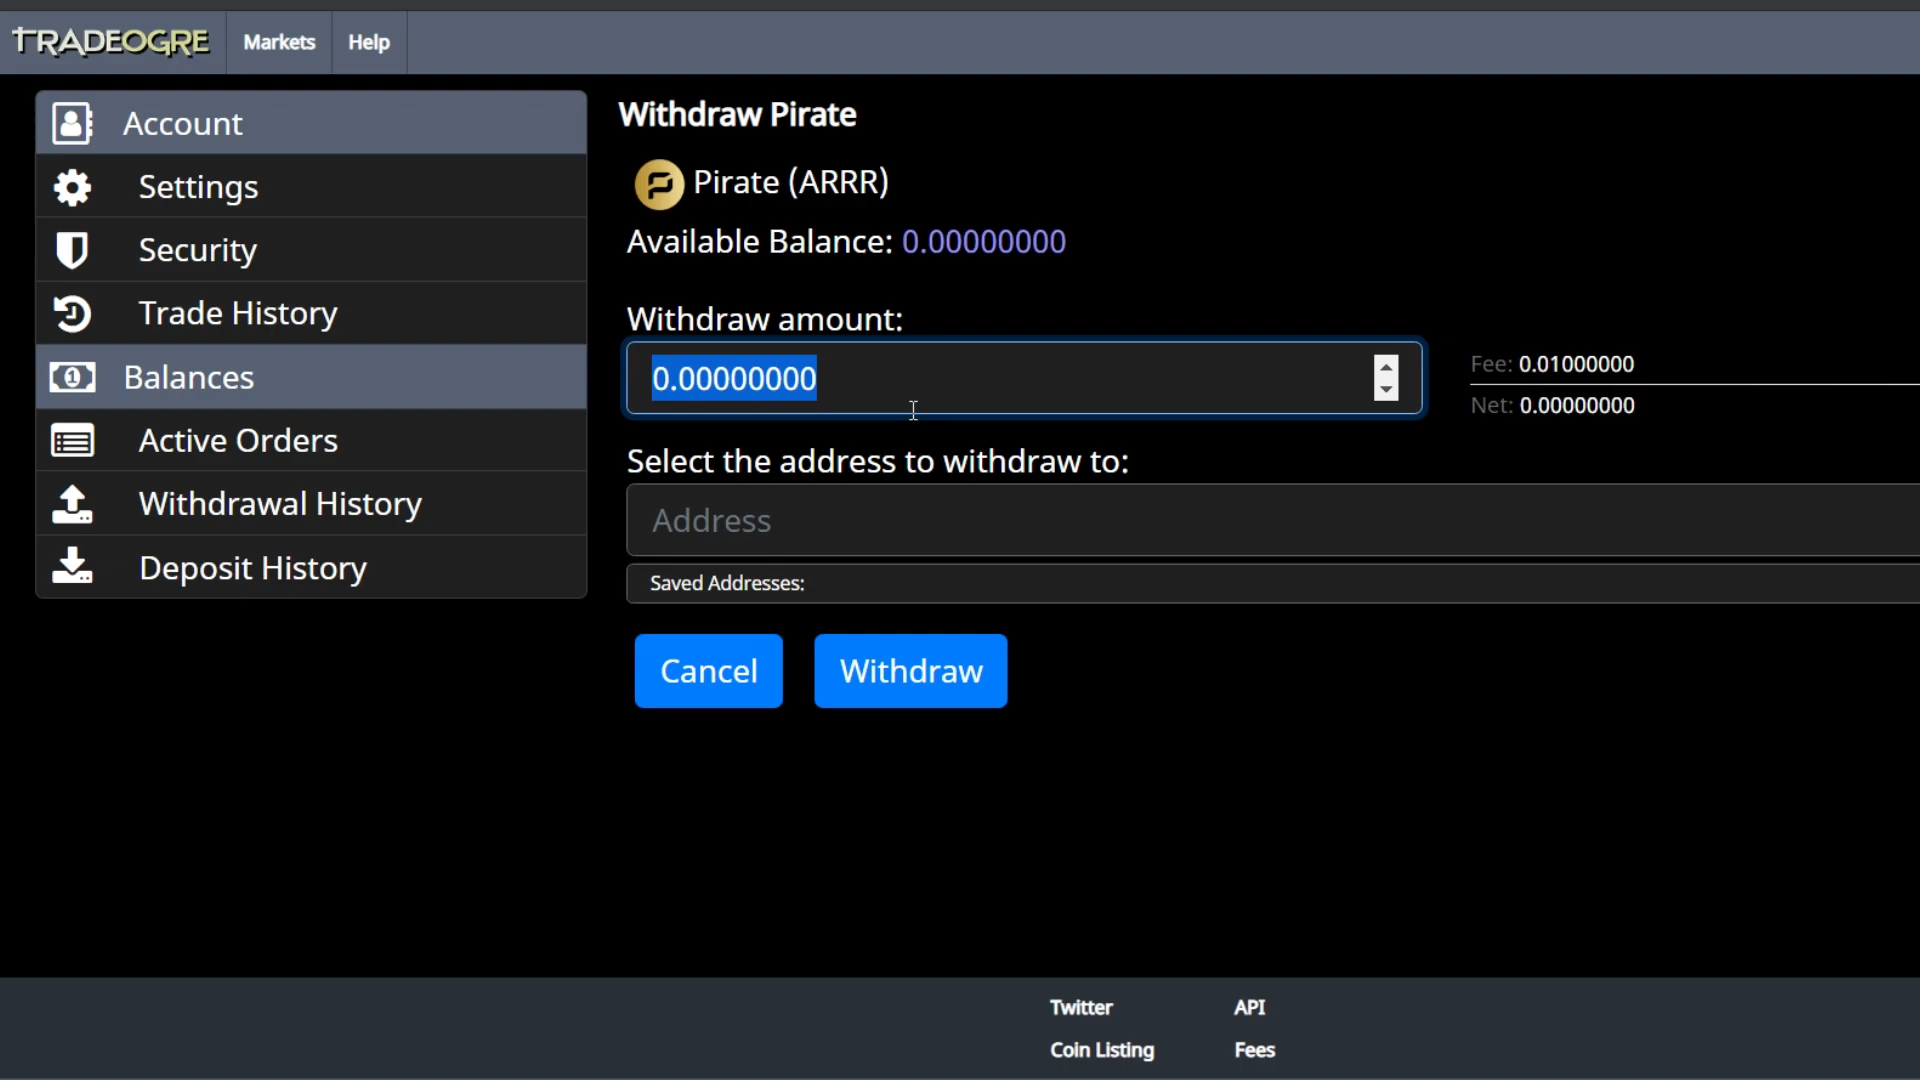 TRADEOGRE
Markets
Help
Account
Settings
Security
Trade History
Balances
Active Orders
Withdrawal History
Deposit History
Withdraw Pirate
Pirate (ARRR)
Available Balance: 0.00000000
Withdraw amount:
0.00000000
Fee: 0.01000000
Net: 0.00000000
Select the address to withdraw to:
Address
Saved Addresses:
Cancel
Withdraw
Twitter
API
Coin Listing
Fees